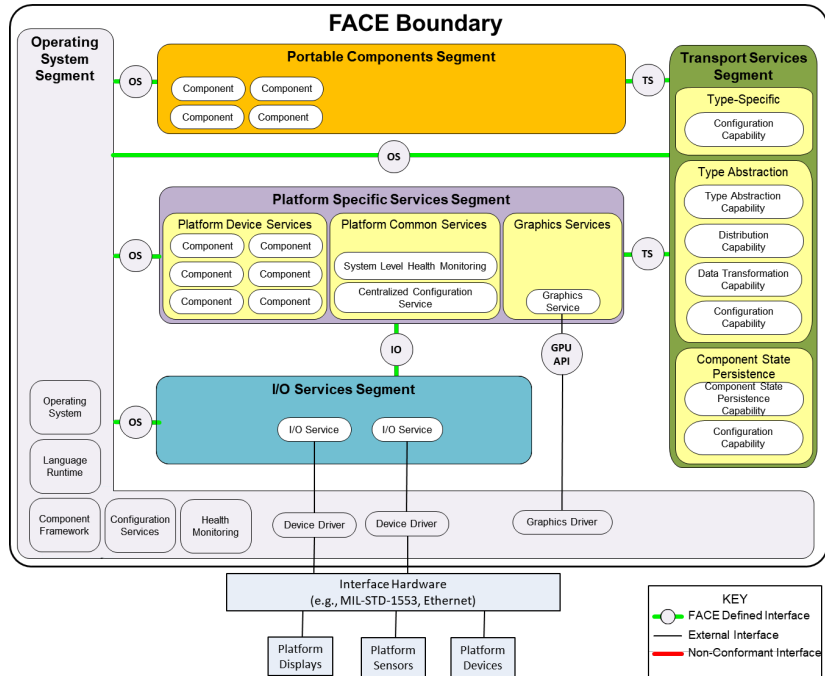 FACE Boundary
Operating
System
Segment
Portable Components Segment
Component
Component
Component
Component
OS
TS
Transport Services
Segment
Type-Specific
Configuration
Capability
OS
Type Abstraction
Type Abstraction
Capability
Distribution
Capability
Data Transformation
Capability
Configuration
Capability
Platform Specific Services Segment
Platform Device Services
Component
Component
Component
Component
Component
Component
Platform Common Services
System Level Health Monitoring
Centralized Configuration
Service
Graphics Services
Graphics
Service
OS
TS
IO
GPU
API
Component State
Persistence
Component State
Persistence
Capability
Configuration
Capability
I/O Services Segment
I/O Service
I/O Service
OS
Operating
System
Language
Runtime
Component
Framework
Configuration
Services
Health
Monitoring
Device Driver
Device Driver
Graphics Driver
Interface Hardware
(e.g., MIL-STD-1553, Ethernet)
Platform
Displays
Platform
Sensors
Platform
Devices
KEY
FACE Defined Interface
External Interface
Non-Conformant Interface